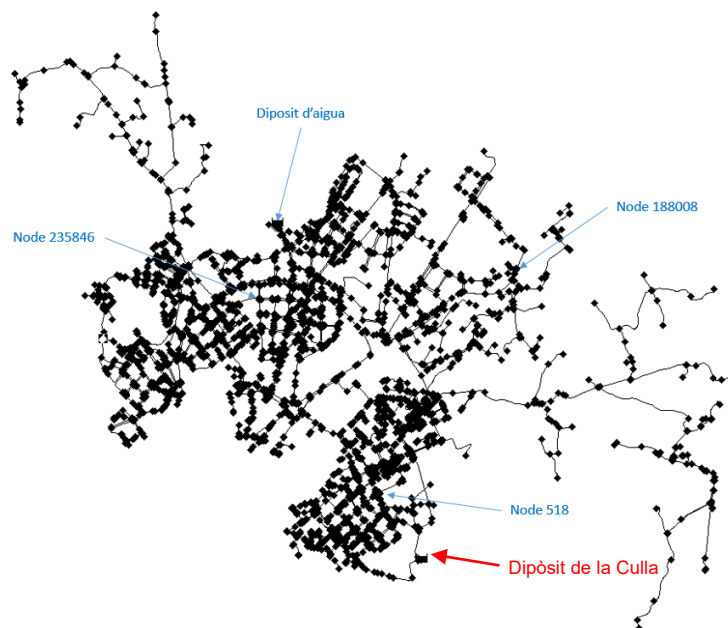 Diposit d'aigua
Node 188008
Node 235846
Node 518
Dipòsit de la Culla